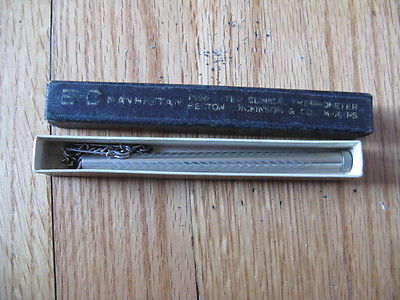 B-D MANHATTAN
CLINICAL THERMOMETER
BECTON DICKINSON & CO. MAKERS